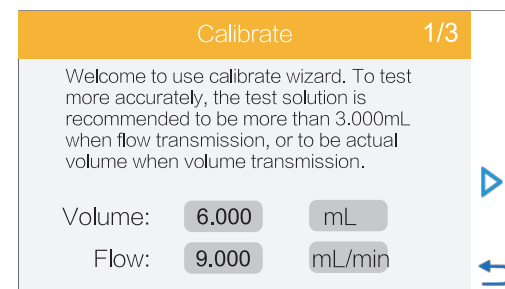 Calibrate 1/3
Welcome to use calibrate wizard. To test
more accurately, the test solution is
recommended to be more than 3.000mL
when flow transmission, or to be actual
volume when volume transmission.
Volume: 6.000 mL
Flow: 9.000 mL/min